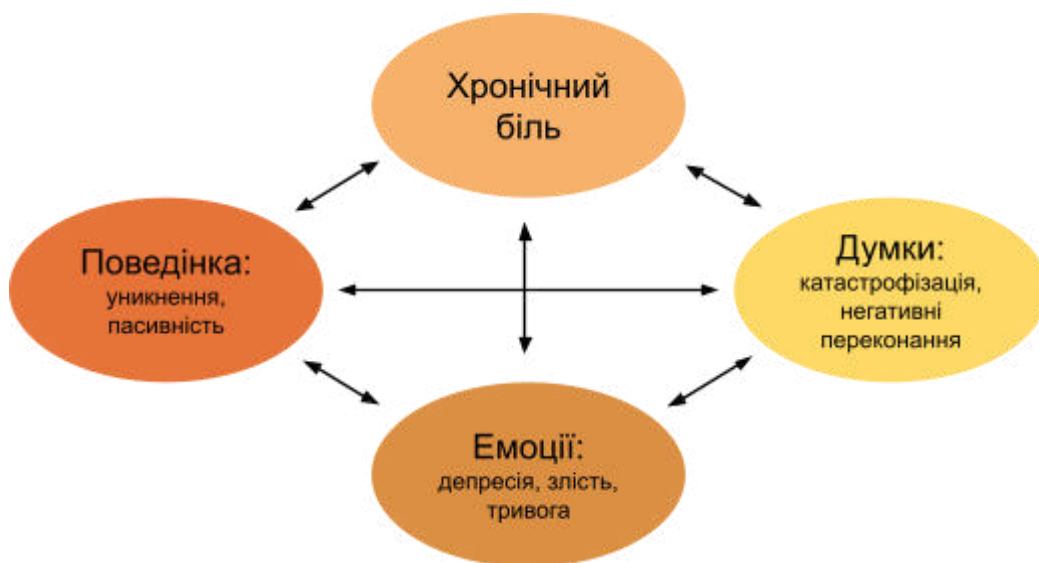 Хронічний
біль
Поведінка:
уникнення,
пасивність
Думки:
катастрофізація,
негативні
переконання
Емоції:
депресія, злість,
тривога